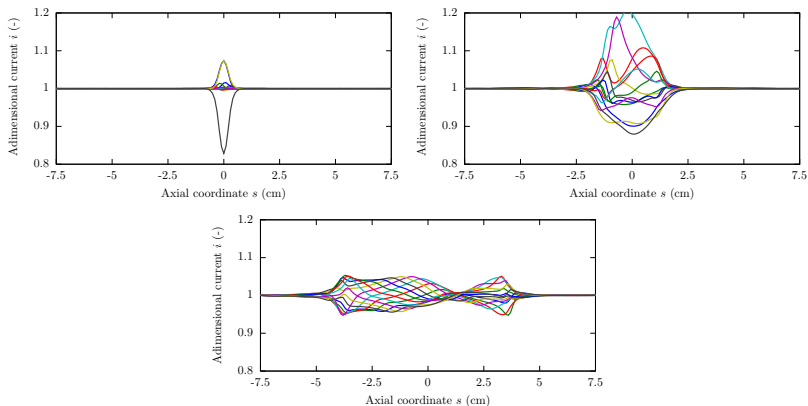 1.2
1.1
1
0.9
0.8
-7.5 -5 -2.5 0 2.5 5 7.5
Adimensional current i (-)
Axial coordinate s (cm)
1.2
1.1
1
0.9
0.8
-7.5 -5 -2.5 0 2.5 5 7.5
Adimensional current i (-)
Axial coordinate s (cm)
1.2
1.1
1
0.9
0.8
-7.5 -5 -2.5 0 2.5 5 7.5
Adimensional current i (-)
Axial coordinate s (cm)